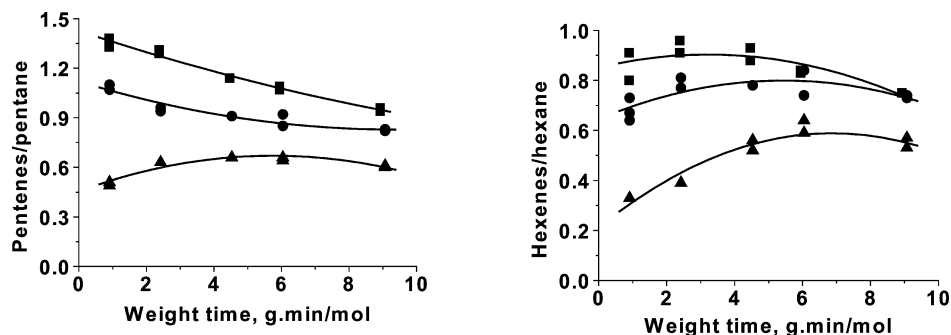 1.5
1.2
0.9
0.6
0.3
0.0
0 2 4 6 8 10
Pentenes/pentane
Weight time, g.min/mol
1.0
0.8
0.6
0.4
0.2
0.0
0 2 4 6 8 10
Hexenes/hexane
Weight time, g.min/mol